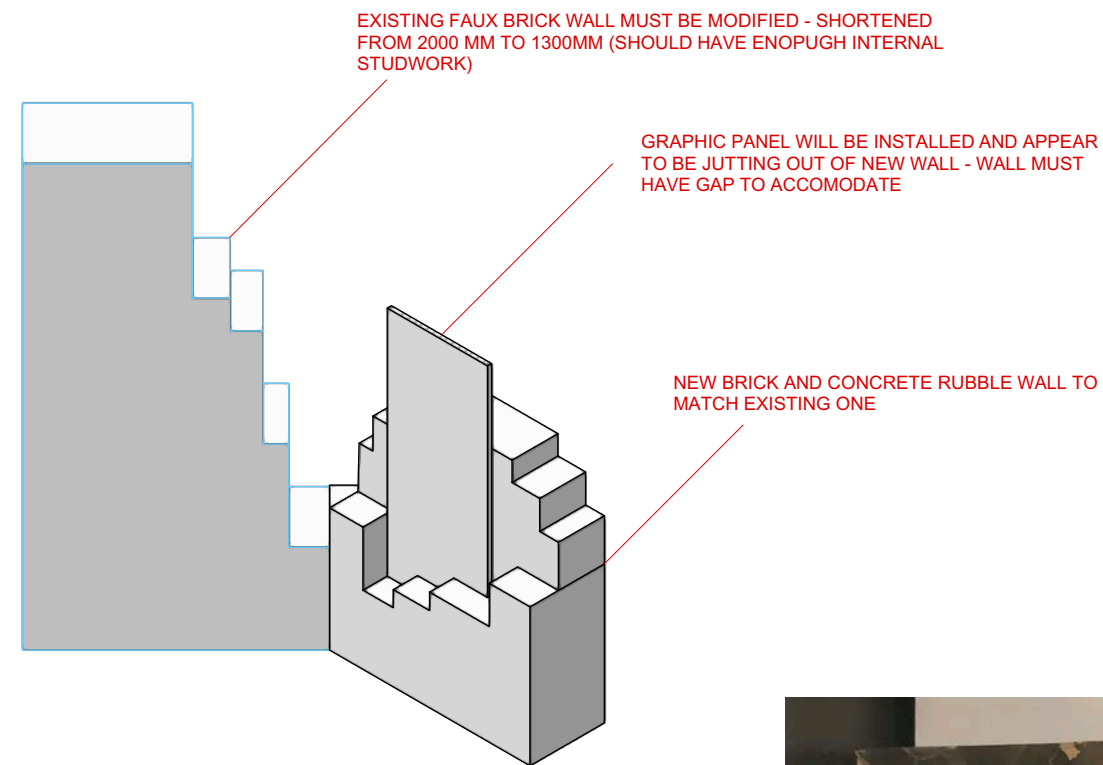 EXISTING FAUX BRICK WALL MUST BE MODIFIED - SHORTENED
FROM 2000 MM TO 1300MM (SHOULD HAVE ENOPUGH INTERNAL
STUDWORK)
GRAPHIC PANEL WILL BE INSTALLED AND APPEAR
TO BE JUTTING OUT OF NEW WALL - WALL MUST
HAVE GAP TO ACCOMODATE
NEW BRICK AND CONCRETE RUBBLE WALL TO
MATCH EXISTING ONE